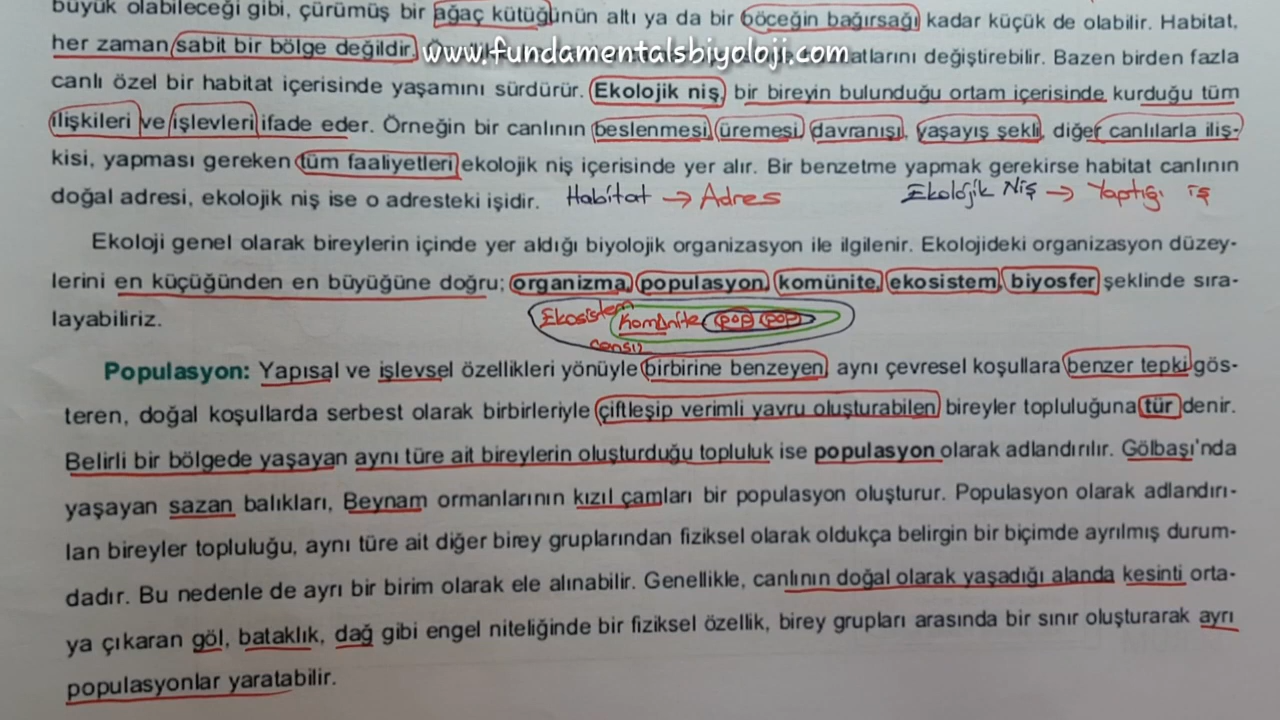 büyük olabileceği gibi, çürümüş bir ağaç kütüğünün altı ya da bir böceğin bağırsağı kadar küçük de olabilir. Habitat,
her zaman sabit bir bölge değildir.
www.fundamentalsbiyoloji.com
atlarını değiştirebilir. Bazen birden fazla
canlı özel bir habitat içerisinde yaşamını sürdürür. Ekolojik niş, bir bireyin bulunduğu ortam içerisinde kurduğu tüm
ilişkileri ve işlevleri ifade eder. Örneğin bir canlının beslenmesi, üremesi, davranışı, yaşayış şekli, diğer canlılarla iliş-
kisi, yapması gereken tüm faaliyetleri ekolojik niş içerisinde yer alır. Bir benzetme yapmak gerekirse habitat canlının
doğal adresi, ekolojik niş ise o adresteki işidir. Habitat → Adres Ekolojik Niş → Yaptığı iş
Ekoloji genel olarak bireylerin içinde yer aldığı biyolojik organizasyon ile ilgilenir. Ekolojideki organizasyon düzey-
lerini en küçüğünden en büyüğüne doğru; organizma, populasyon, komünite, ekosistem, biyosfer şeklinde sıra-
layabiliriz. Ekosistem Komünite pop pop
cansız
Populasyon: Yapısal ve işlevsel özellikleri yönüyle birbirine benzeyen, aynı çevresel koşullara benzer tepki gös-
teren, doğal koşullarda serbest olarak birbirleriyle çiftleşip verimli yavru oluşturabilen bireyler topluluğuna tür denir.
Belirli bir bölgede yaşayan aynı türe ait bireylerin oluşturduğu topluluk ise populasyon olarak adlandırılır. Gölbaşı'nda
yaşayan sazan balıkları, Beynam ormanlarının kızıl çamları bir populasyon oluşturur. Populasyon olarak adlandırı-
lan bireyler topluluğu, aynı türe ait diğer birey gruplarından fiziksel olarak oldukça belirgin bir biçimde ayrılmış durum-
dadır. Bu nedenle de ayrı bir birim olarak ele alınabilir. Genellikle, canlının doğal olarak yaşadığı alanda kesinti orta-
ya çıkaran göl, bataklık, dağ gibi engel niteliğinde bir fiziksel özellik, birey grupları arasında bir sınır oluşturarak ayrı
populasyonlar yaratabilir.